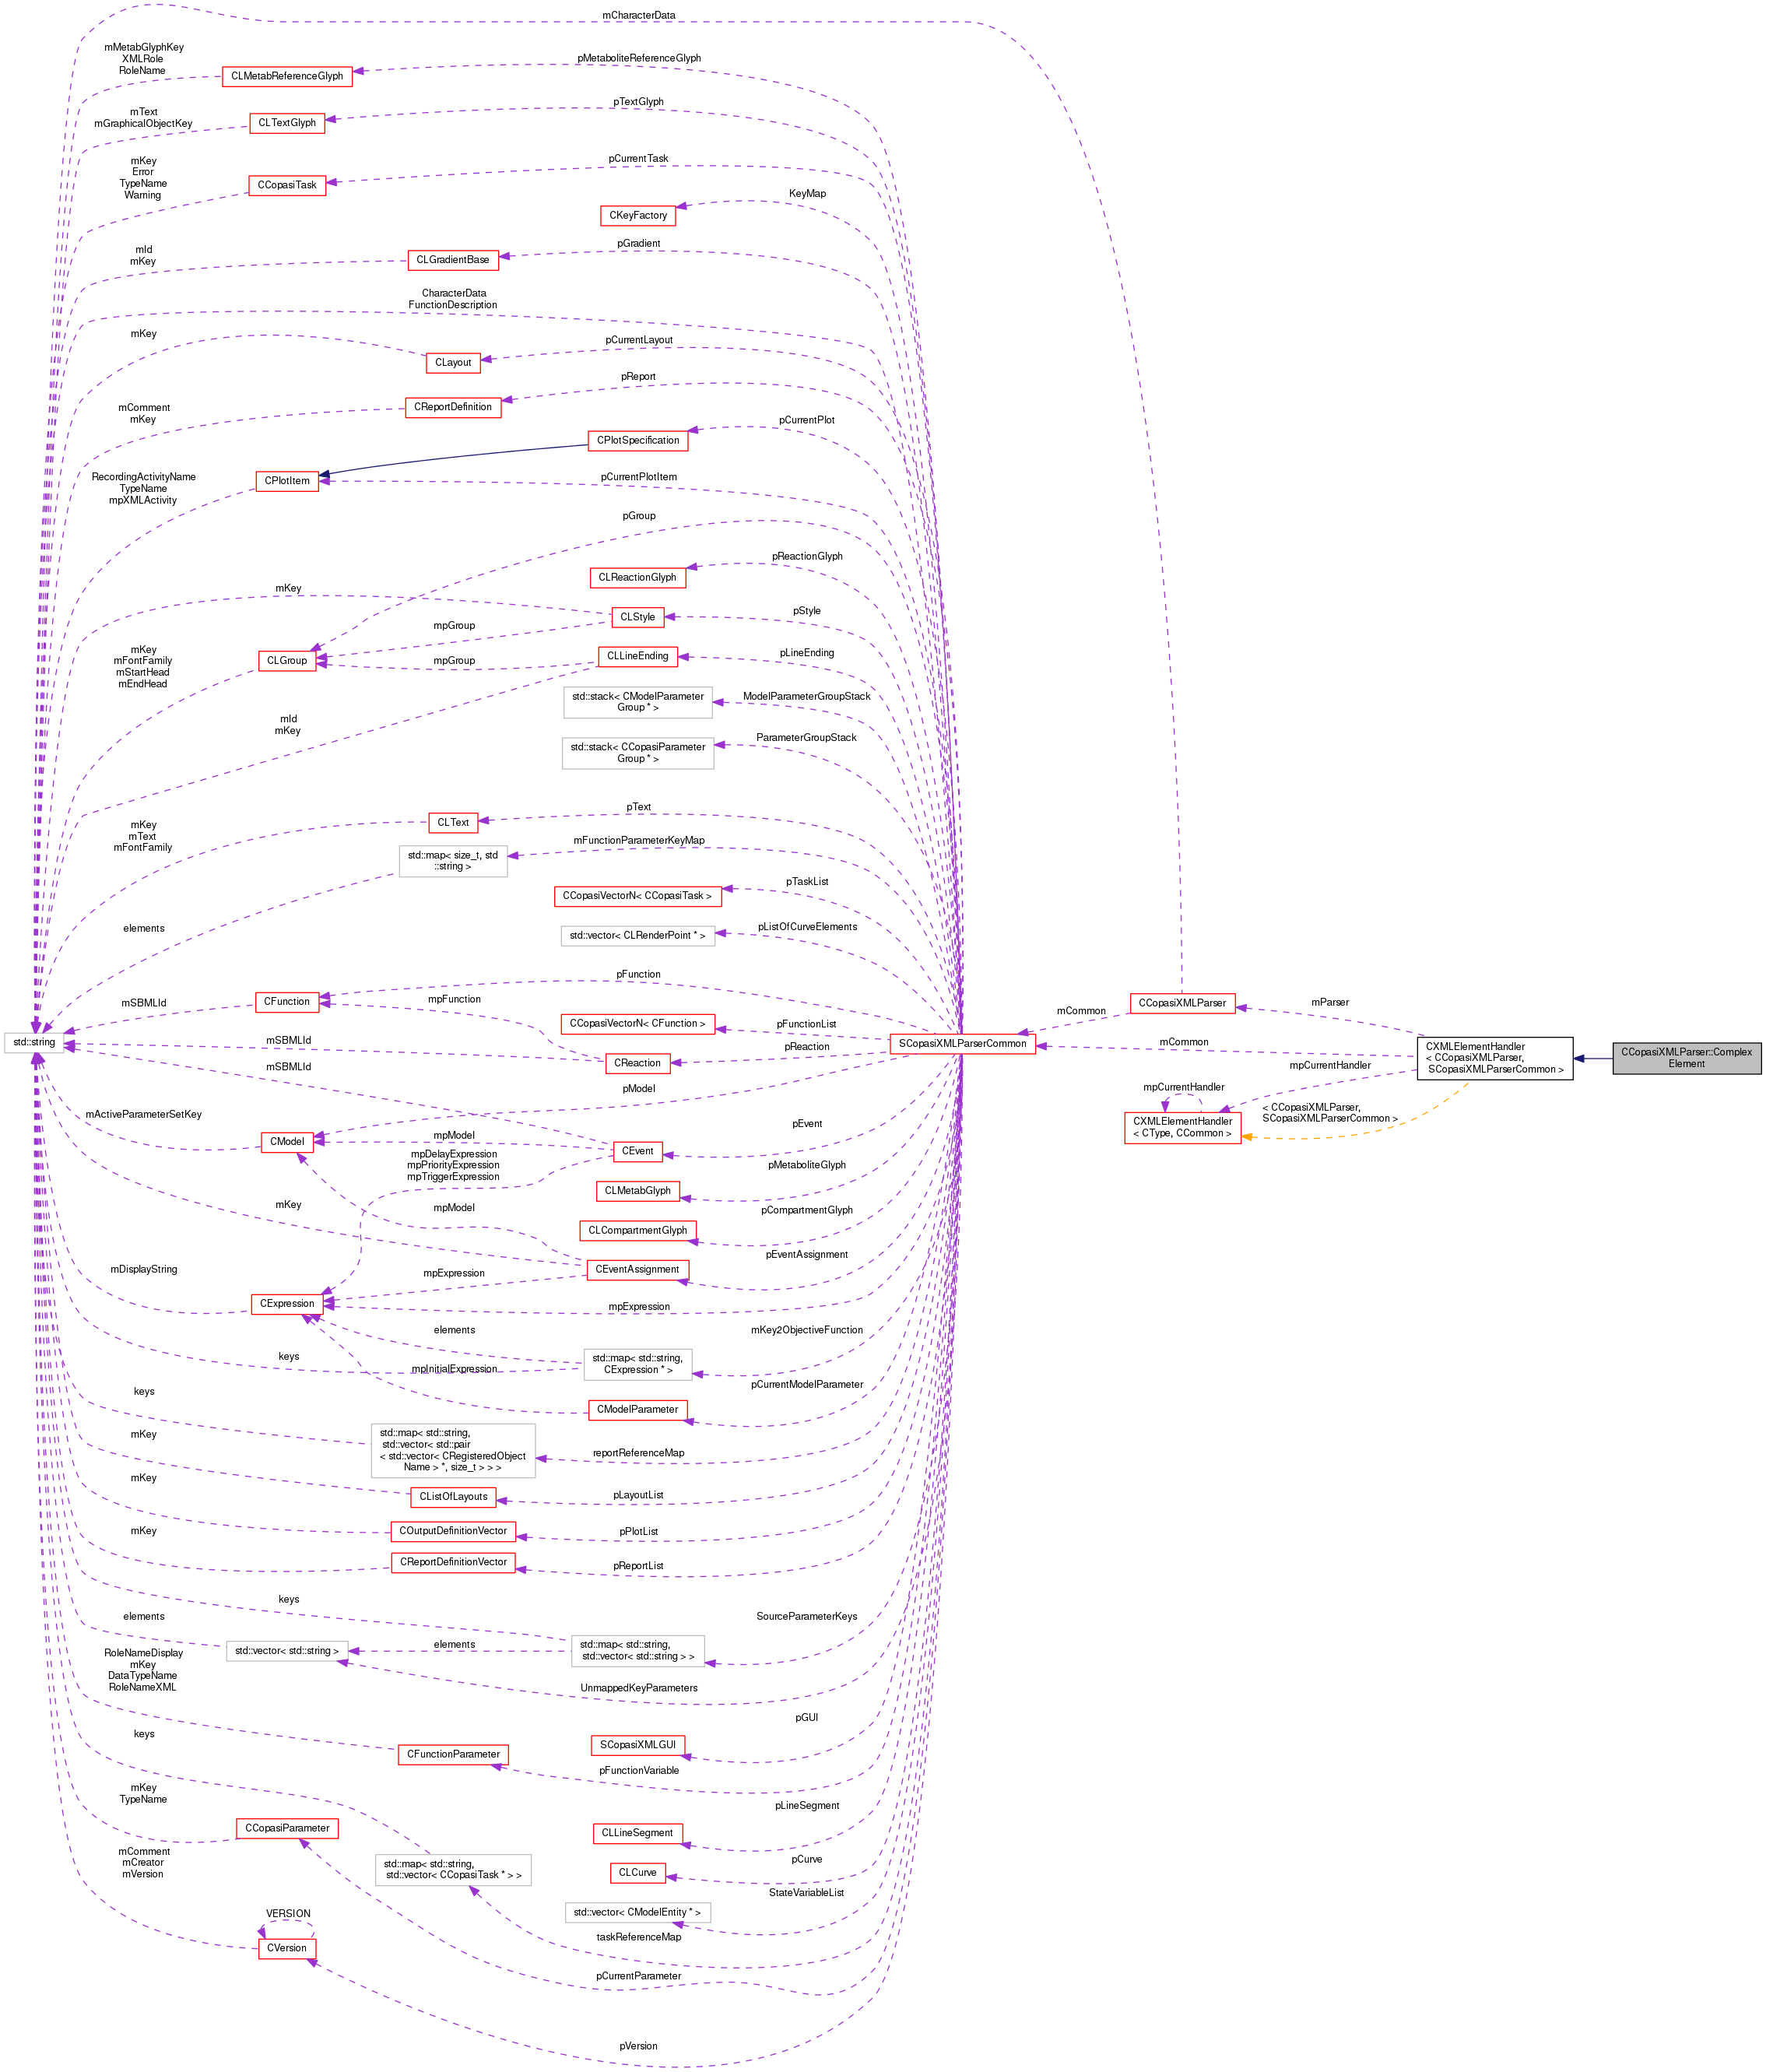 mCharacterData
mMetabGlyphKey
XMLRole
RoleName
CLMetabReferenceGlyph
pMetaboliteReferenceGlyph
mText
mGraphicalObjectKey
CLTextGlyph
pTextGlyph
mKey
Error
TypeName
Warning
CCopasiTask
pCurrentTask
CKeyFactory
KeyMap
mId
mKey
CLGradientBase
pGradient
CharacterData
FunctionDescription
mKey
CLayout
pCurrentLayout
mComment
mKey
CReportDefinition
pReport
CPlotSpecification
pCurrentPlot
RecordingActivityName
TypeName
mpXMLActivity
CPlotItem
pCurrentPlotItem
pGroup
CLReactionGlyph
pReactionGlyph
mKey
CLStyle
pStyle
mpGroup
mKey
mFontFamily
mStartHead
mEndHead
CLGroup
mpGroup
CLLineEnding
pLineEnding
mId
mKey
std::stack< CModelParameter
Group * >
ModelParameterGroupStack
std::stack< CCopasiParameter
Group * >
ParameterGroupStack
mKey
mText
mFontFamily
CLText
pText
std::map< size_t, std
::string >
mFunctionParameterKeyMap
elements
CCopasiVectorN< CCopasiTask >
pTaskList
std::vector< CLRenderPoint * >
pListOfCurveElements
mSBMLId
CFunction
pFunction
mpFunction
CCopasiVectorN< CFunction >
pFunctionList
std::string
mSBMLId
CReaction
pReaction
mSBMLId
SCopasiXMLParserCommon
mCommon
CCopasiXMLParser
mParser
mCommon
CXMLElementHandler
< CCopasiXMLParser,
SCopasiXMLParserCommon >
CCopasiXMLParser::Complex
Element
mpCurrentHandler
mpCurrentHandler
CXMLElementHandler
< CType, CCommon >
< CCopasiXMLParser,
SCopasiXMLParserCommon >
pModel
mActiveParameterSetKey
CModel
mpModel
CEvent
pEvent
mpDelayExpression
mpPriorityExpression
mpTriggerExpression
CLMetabGlyph
pMetaboliteGlyph
mKey
mpModel
CLCompartmentGlyph
pCompartmentGlyph
CEventAssignment
pEventAssignment
mDisplayString
CExpression
mpExpression
mpExpression
elements
keys
std::map< std::string,
CExpression * >
mKey2ObjectiveFunction
mpInitialExpression
CModelParameter
pCurrentModelParameter
keys
std::map< std::string,
std::vector< std::pair
< std::vector< CRegisteredObject
Name > *, size_t > > >
reportReferenceMap
mKey
CListOfLayouts
pLayoutList
mKey
COutputDefinitionVector
pPlotList
mKey
CReportDefinitionVector
pReportList
keys
elements
std::vector< std::string >
elements
std::map< std::string,
std::vector< std::string > >
SourceParameterKeys
UnmappedKeyParameters
RoleNameDisplay
mKey
DataTypeName
RoleNameXML
SCopasiXMLGUI
pGUI
keys
CFunctionParameter
pFunctionVariable
mKey
TypeName
CCopasiParameter
CLLineSegment
pLineSegment
std::map< std::string,
std::vector< CCopasiTask * > >
CLCurve
pCurve
mComment
mCreator
mVersion
std::vector< CModelEntity * >
StateVariableList
taskReferenceMap
VERSION
CVersion
pCurrentParameter
pVersion